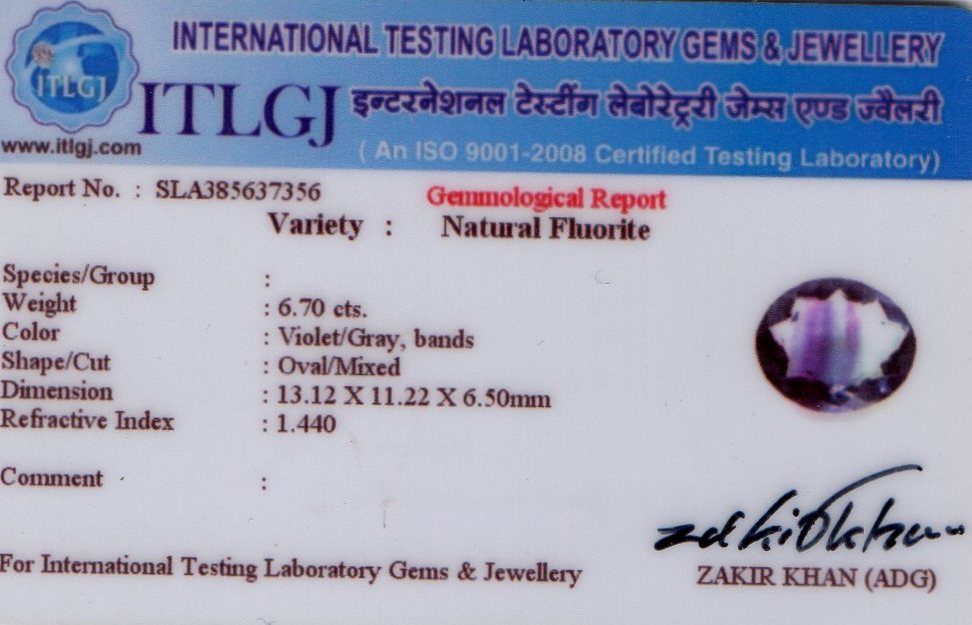 ITLGJ
INTERNATIONAL TESTING LABORATORY GEMS & JEWELLERY
ITLGJ इन्टरनेशनल टेस्टींग लेबोरेट्ररी जेम्स एण्ड ज्वैलरी
www.itlgj.com
( An ISO 9001-2008 Certified Testing Laboratory)
Report No. : SLA385637356
Gemmological Report
Variety : Natural Fluorite
Species/Group :
Weight : 6.70 cts.
Color : Violet/Gray, bands
Shape/Cut : Oval/Mixed
Dimension : 13.12 X 11.22 X 6.50mm
Refractive Index : 1.440
Comment :
zakirkhan
For International Testing Laboratory Gems & Jewellery
ZAKIR KHAN (ADG)